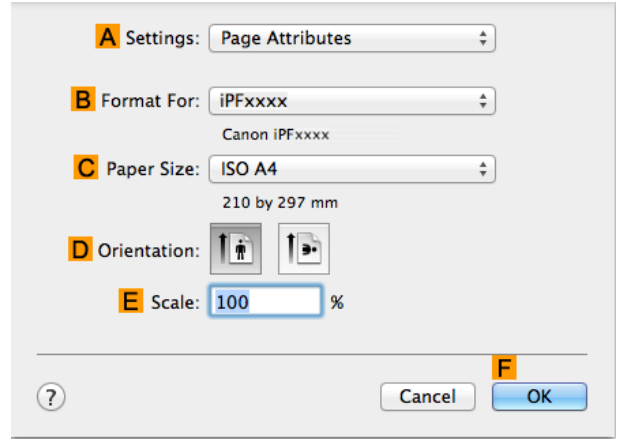 A Settings: Page Attributes
B Format For: iPFxxxx
Canon iPFxxxx
C Paper Size: ISO A4
210 by 297 mm
D Orientation:
E Scale: 100 %
F
? Cancel OK